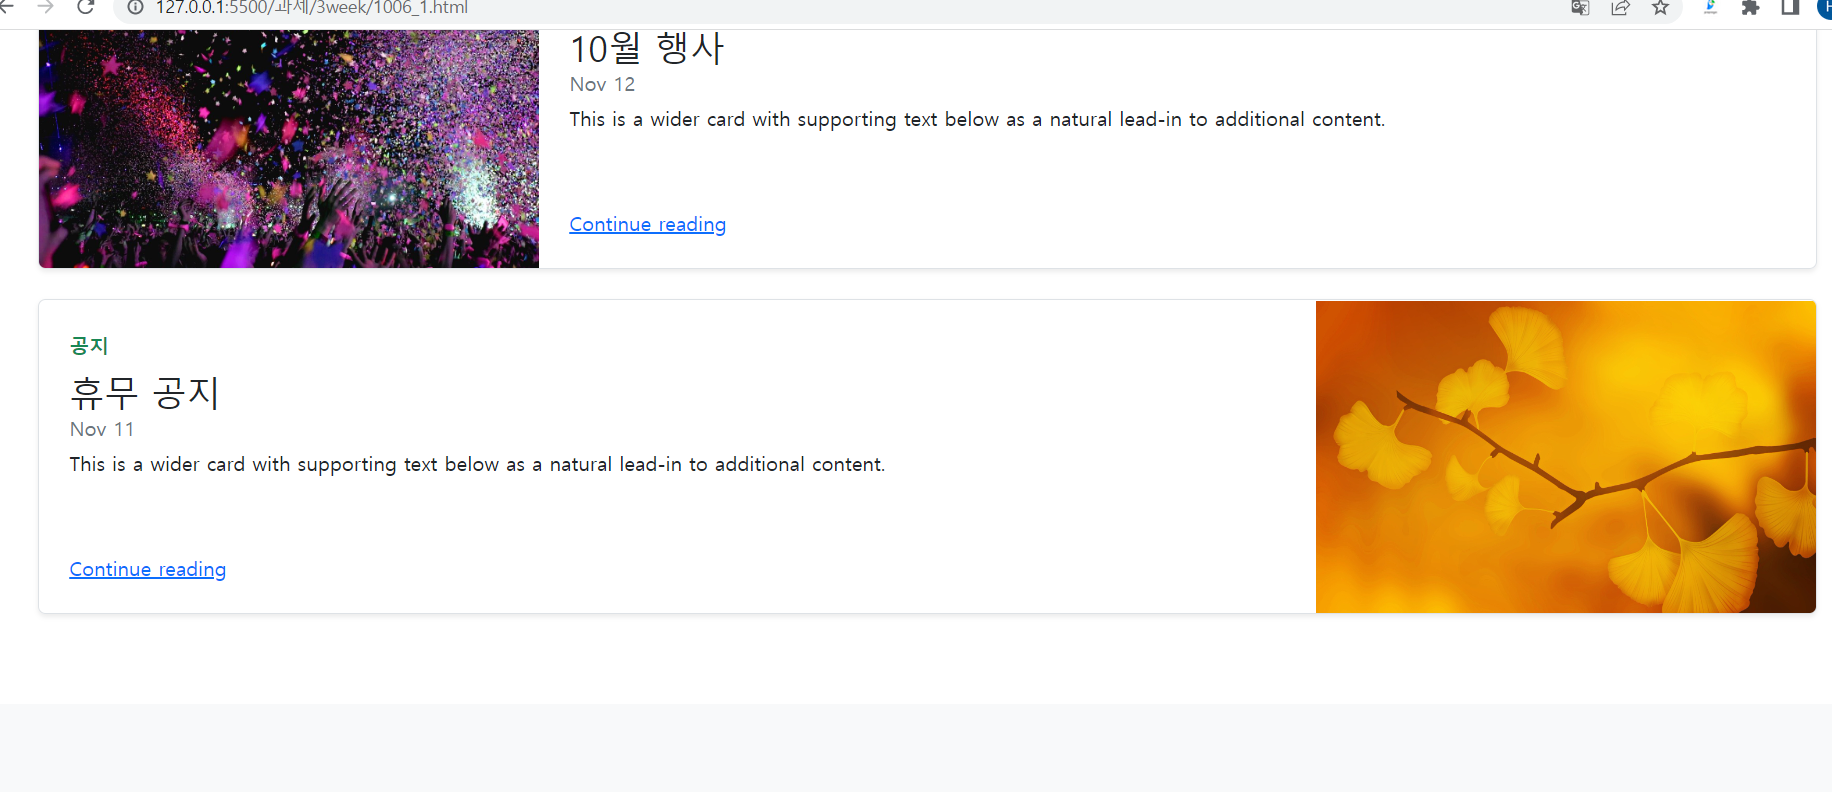 127.0.0.1:5500/과제/3week/1006_1.html
10월 행사
Nov 12
This is a wider card with supporting text below as a natural lead-in to additional content.
Continue reading
공지
휴무 공지
Nov 11
This is a wider card with supporting text below as a natural lead-in to additional content.
Continue reading